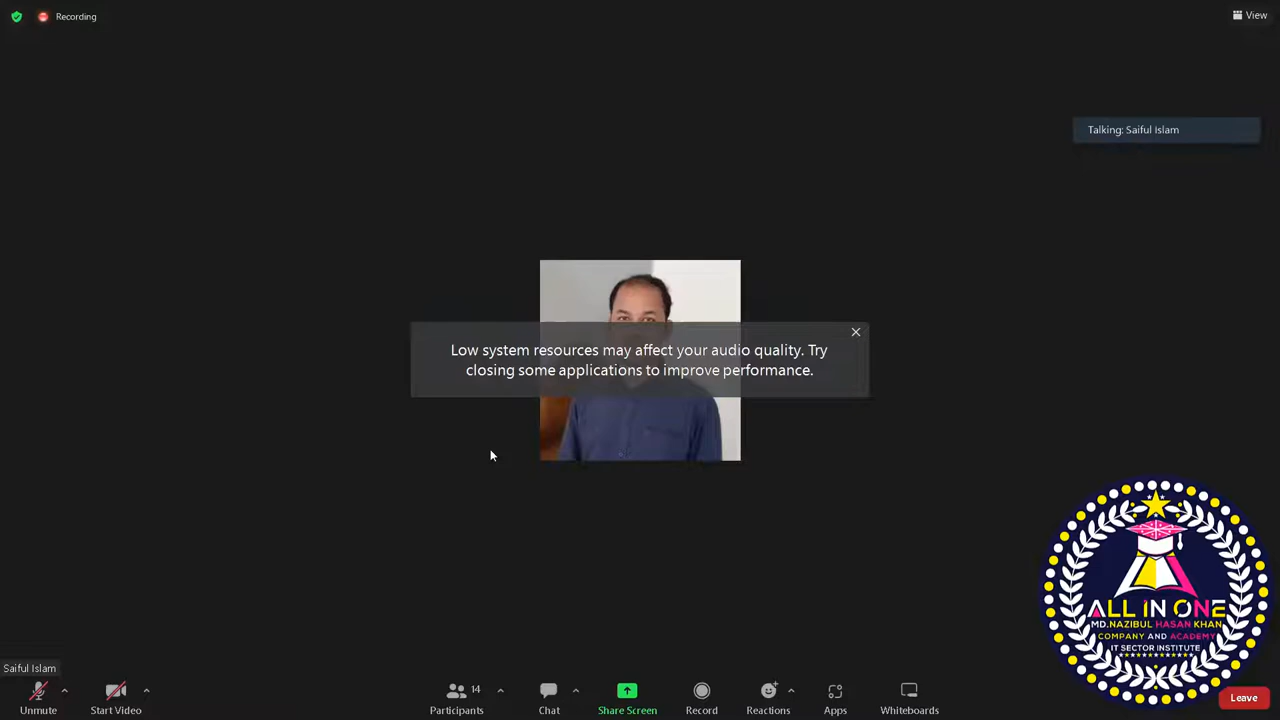 Recording
View
Talking: Saiful Islam
Low system resources may affect your audio quality. Try
closing some applications to improve performance.
ALL IN ONE
MD.NAZIBUL HASAN KHAN
COMPANY AND ACADEMY
IT SECTOR INSTITUTE
Saiful Islam
14
Unmute
Start Video
Participants
Chat
Share Screen
Record
Reactions
Apps
Whiteboards
Leave